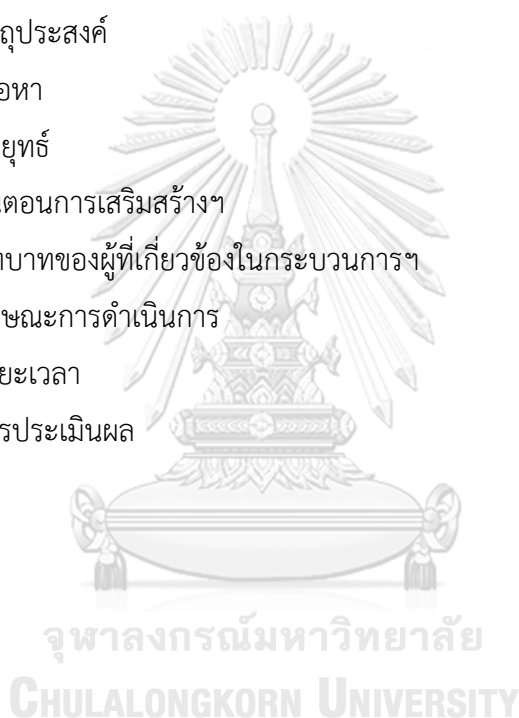 ถุประสงค์
อหา
ยุทธ์
นตอนการเสริมสร้างฯ
ทบาทของผู้ที่เกี่ยวข้องในกระบวนการฯ
ษณะการดำเนินการ
ยะเวลา
รประเมินผล
จุฬาลงกรณ์มหาวิทยาลัย
CHULALONGKORN UNIVERSITY